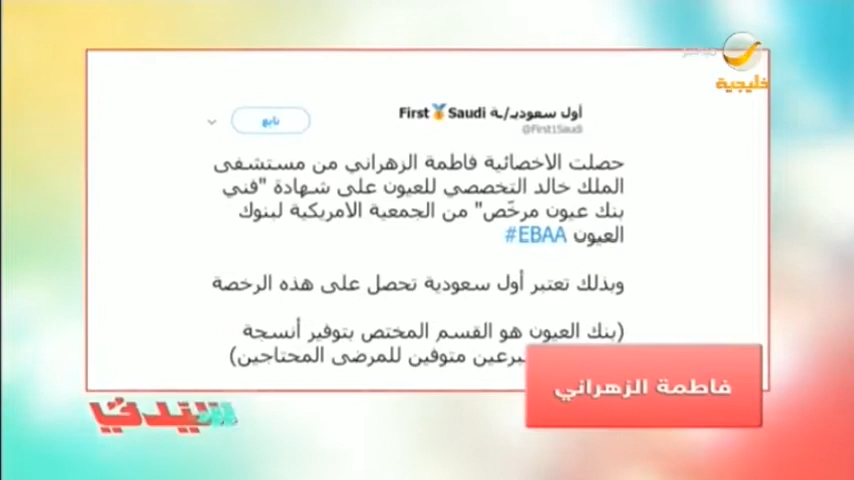 مباشر
خليجية
أول سعودي/ـة First🥇Saudi
@First1Saudi
تابع
حصلت الاخصائية فاطمة الزهراني من مستشفى
الملك خالد التخصصي للعيون على شهادة "فني
بنك عيون مرخّص" من الجمعية الامريكية لبنوك
العيون #EBAA
وبذلك تعتبر أول سعودية تحصل على هذه الرخصة
(بنك العيون هو القسم المختص بتوفير أنسجة
متوفين للمرضى المحتاجين)
فاطمة الزهراني
سيدتي